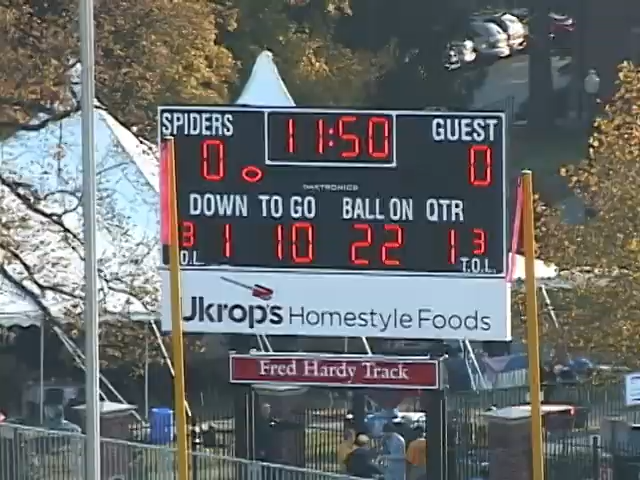 SPIDERS 11:50 GUEST
0 0
DAKTRONICS
DOWN TO GO BALL ON QTR
3 1 10 22 1 3
T.O.L.
Ukrop's Homestyle Foods
Fred Hardy Track